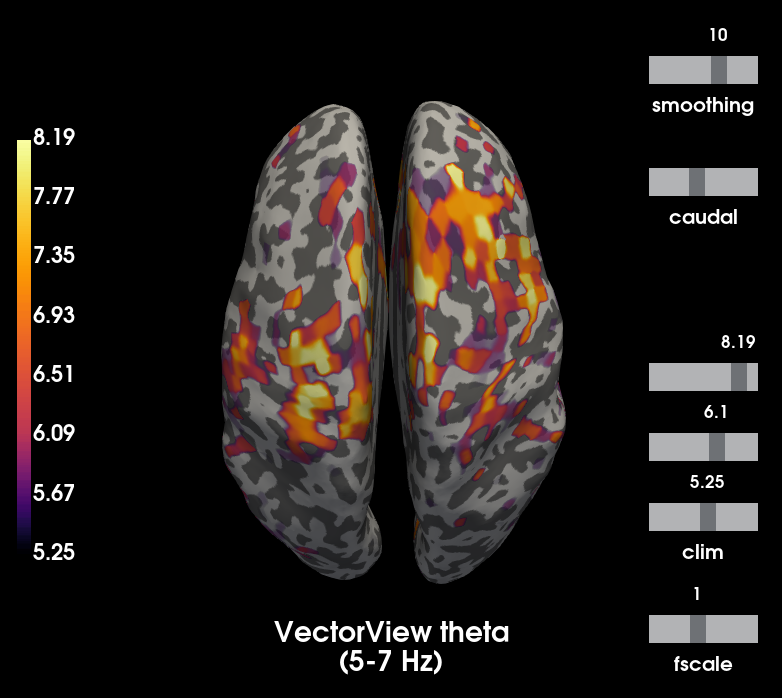 8.19
7.77
7.35
6.93
6.51
6.09
5.67
5.25
10
smoothing
caudal
8.19
6.1
5.25
clim
1
fscale
VectorView theta
(5-7 Hz)